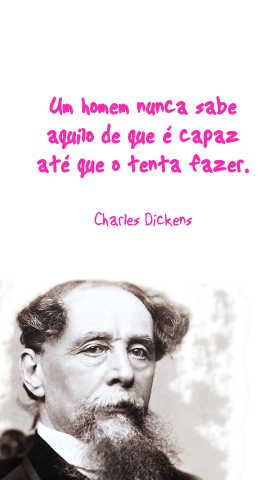 Um homem nunca sabe
aquilo de que é capaz
até que o tenta fazer.
Charles Dickens